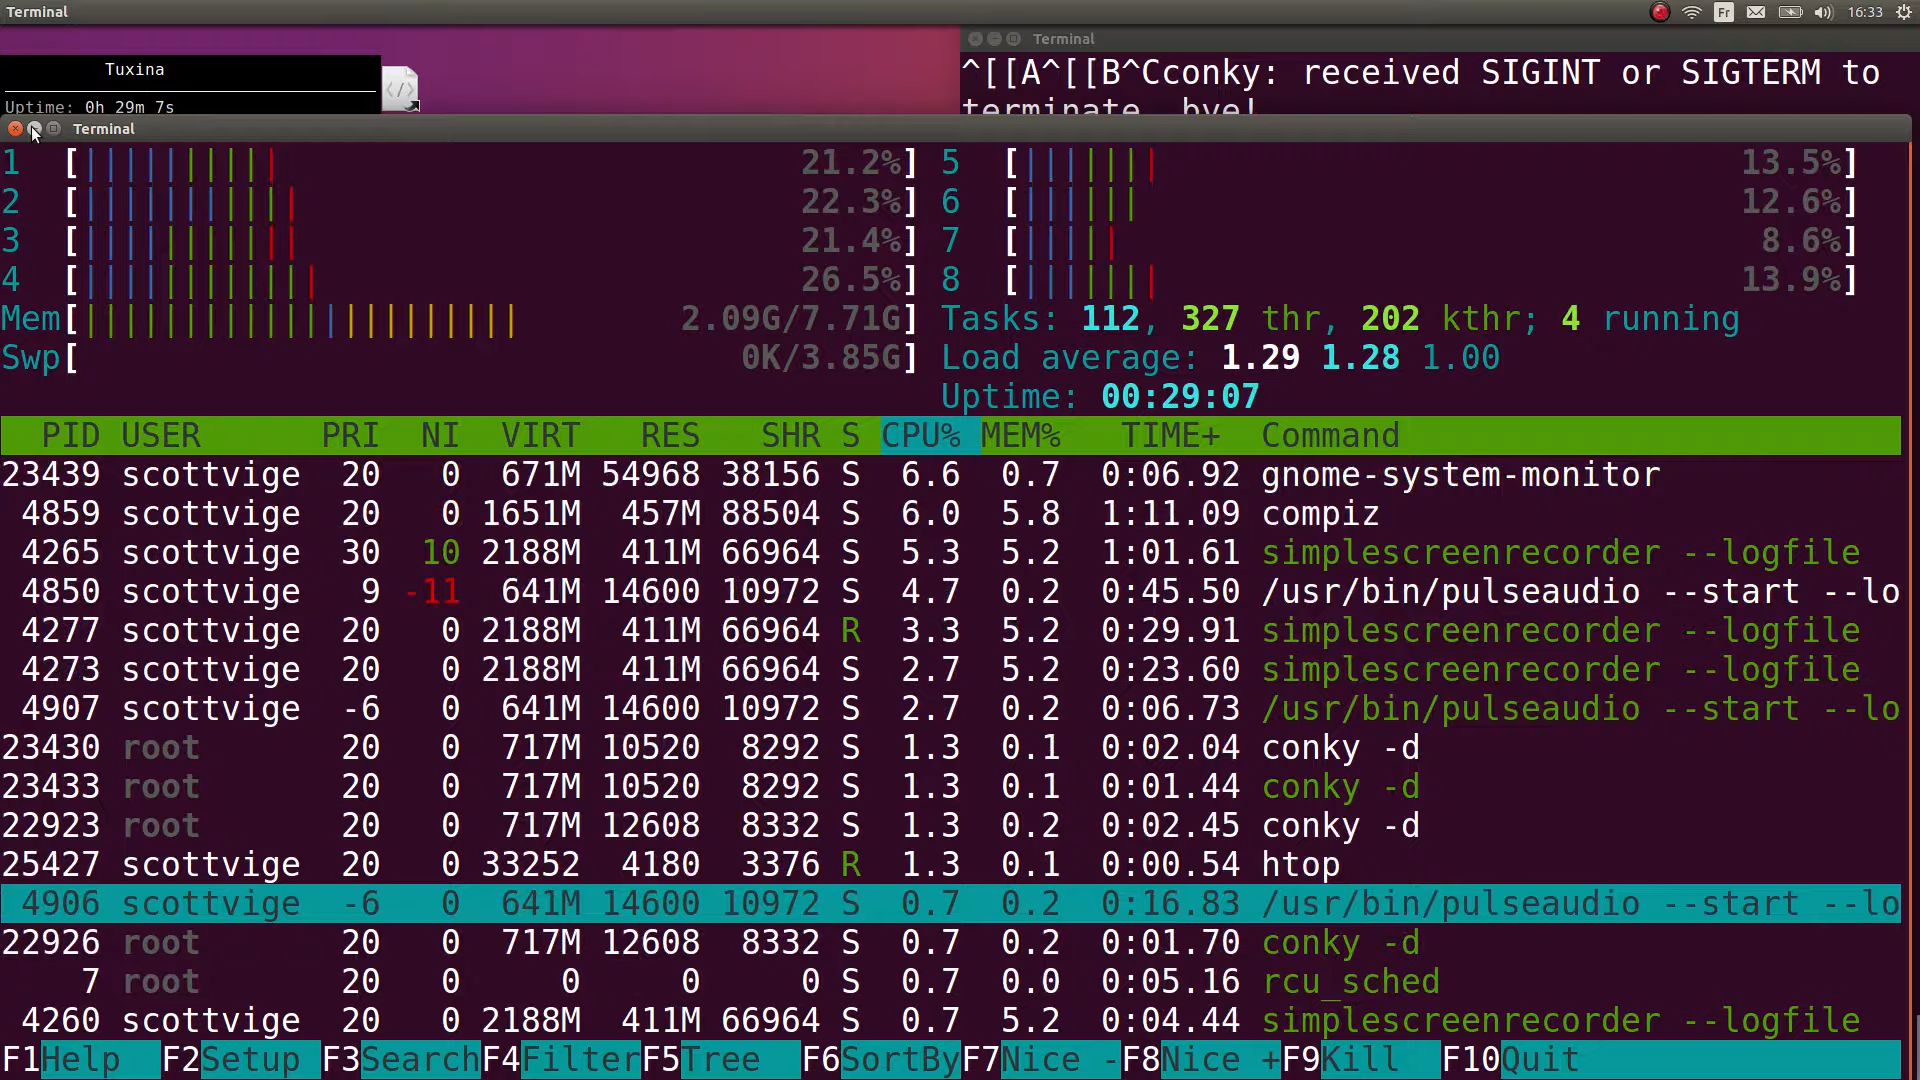 Terminal
Fr
16:33
Terminal
Tuxina
Uptime: 0h 29m 7s
^[[A^[[B^Cconky: received SIGINT or SIGTERM to
terminate. bye!
Terminal
1 [|||||||||| 21.2%] 5 [||||||| 13.5%]
2 [||||||||||| 22.3%] 6 [|||||| 12.6%]
3 [||||||||||| 21.4%] 7 [||||| 8.6%]
4 [|||||||||||| 26.5%] 8 [||||||| 13.9%]
Mem[|||||||||||||||||||||| 2.09G/7.71G] Tasks: 112, 327 thr, 202 kthr; 4 running
Swp[ 0K/3.85G] Load average: 1.29 1.28 1.00
Uptime: 00:29:07
PID USER PRI NI VIRT RES SHR S CPU% MEM% TIME+ Command
23439 scottvige 20 0 671M 54968 38156 S 6.6 0.7 0:06.92 gnome-system-monitor
4859 scottvige 20 0 1651M 457M 88504 S 6.0 5.8 1:11.09 compiz
4265 scottvige 30 10 2188M 411M 66964 S 5.3 5.2 1:01.61 simplescreenrecorder --logfile
4850 scottvige 9 -11 641M 14600 10972 S 4.7 0.2 0:45.50 /usr/bin/pulseaudio --start --lo
4277 scottvige 20 0 2188M 411M 66964 R 3.3 5.2 0:29.91 simplescreenrecorder --logfile
4273 scottvige 20 0 2188M 411M 66964 S 2.7 5.2 0:23.60 simplescreenrecorder --logfile
4907 scottvige -6 0 641M 14600 10972 S 2.7 0.2 0:06.73 /usr/bin/pulseaudio --start --lo
23430 root 20 0 717M 10520 8292 S 1.3 0.1 0:02.04 conky -d
23433 root 20 0 717M 10520 8292 S 1.3 0.1 0:01.44 conky -d
22923 root 20 0 717M 12608 8332 S 1.3 0.2 0:02.45 conky -d
25427 scottvige 20 0 33252 4180 3376 R 1.3 0.1 0:00.54 htop
4906 scottvige -6 0 641M 14600 10972 S 0.7 0.2 0:16.83 /usr/bin/pulseaudio --start --lo
22926 root 20 0 717M 12608 8332 S 0.7 0.2 0:01.70 conky -d
7 root 20 0 0 0 0 S 0.7 0.0 0:05.16 rcu_sched
4260 scottvige 20 0 2188M 411M 66964 S 0.7 5.2 0:04.44 simplescreenrecorder --logfile
F1Help F2Setup F3SearchF4FilterF5Tree F6SortByF7Nice -F8Nice +F9Kill F10Quit